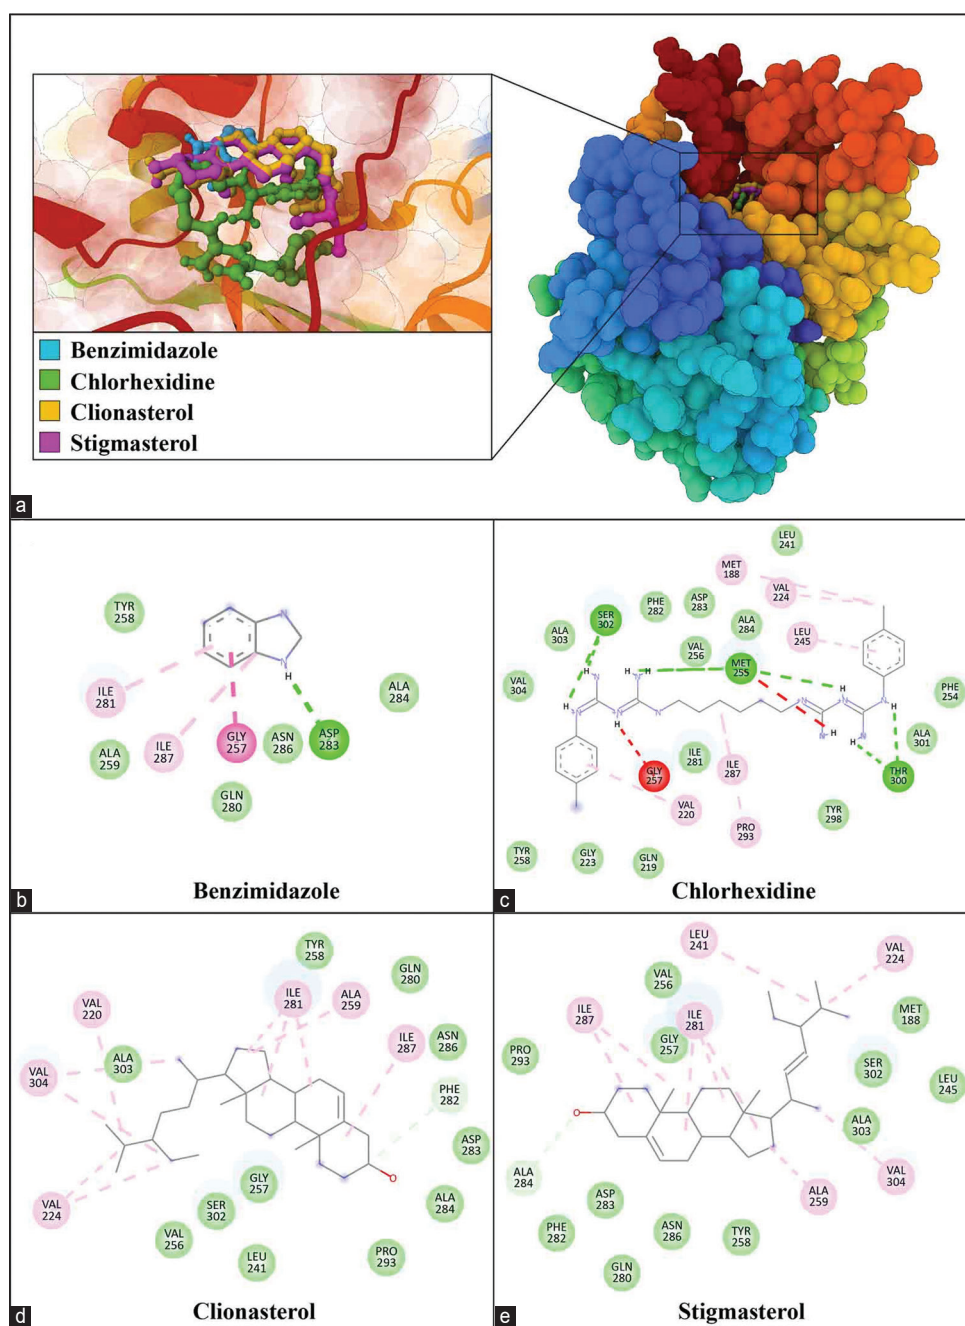 Benzimidazole
Chlorhexidine
Clionasterol
Stigmasterol
a
TYR
258
ILE
281
ALA
259
ILE
287
GLY
257
ASN
286
ASP
283
ALA
284
GLN
280
H
Benzimidazole
b
LEU
241
MET
188
VAL
224
SER
302
PHE
282
ASP
283
ALA
284
LEU
245
ALA
303
VAL
256
MET
255
VAL
304
PHE
254
ALA
301
GLY
257
ILE
281
ILE
287
THR
300
VAL
220
PRO
293
TYR
298
TYR
258
GLY
223
GLN
219
Chlorhexidine
c
TYR
258
GLN
280
ILE
281
ALA
259
VAL
220
ILE
287
ASN
286
ALA
303
VAL
304
PHE
282
ASP
283
GLY
257
SER
302
ALA
284
VAL
224
VAL
256
LEU
241
PRO
293
O
Clionasterol
d
LEU
241
VAL
224
VAL
256
ILE
287
ILE
281
MET
188
GLY
257
PRO
293
SER
302
LEU
245
O
ALA
303
ALA
284
VAL
304
ASP
283
ALA
259
PHE
282
ASN
286
TYR
258
GLN
280
Stigmasterol
e